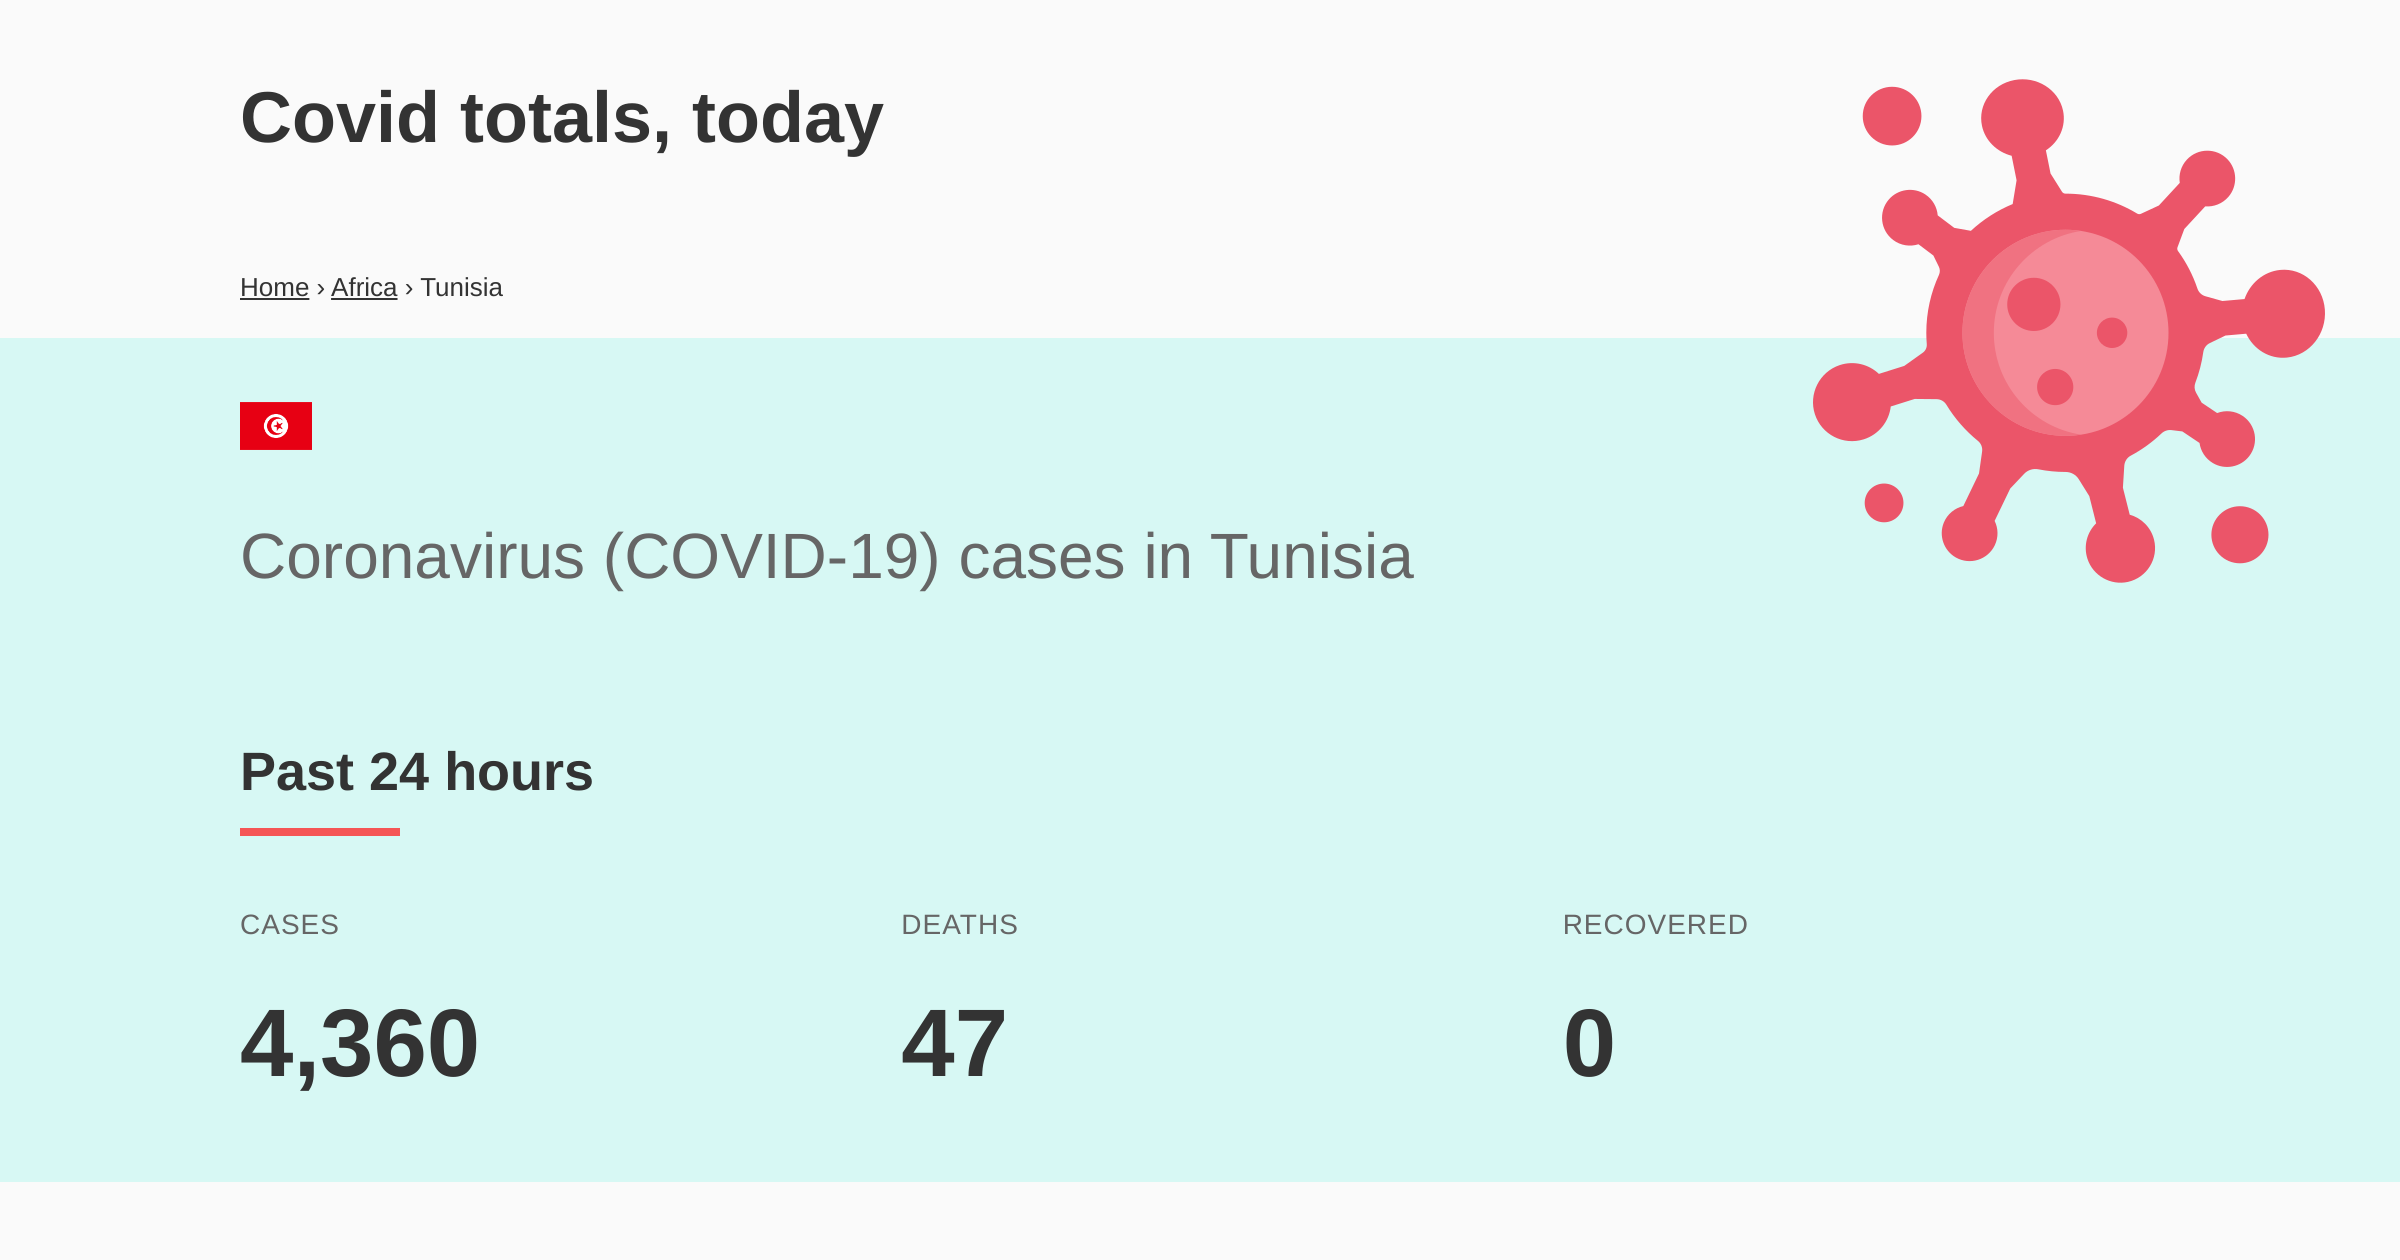 Covid totals, today
Home › Africa › Tunisia
Coronavirus (COVID-19) cases in Tunisia
Past 24 hours
CASES DEATHS RECOVERED
4,360 47 0